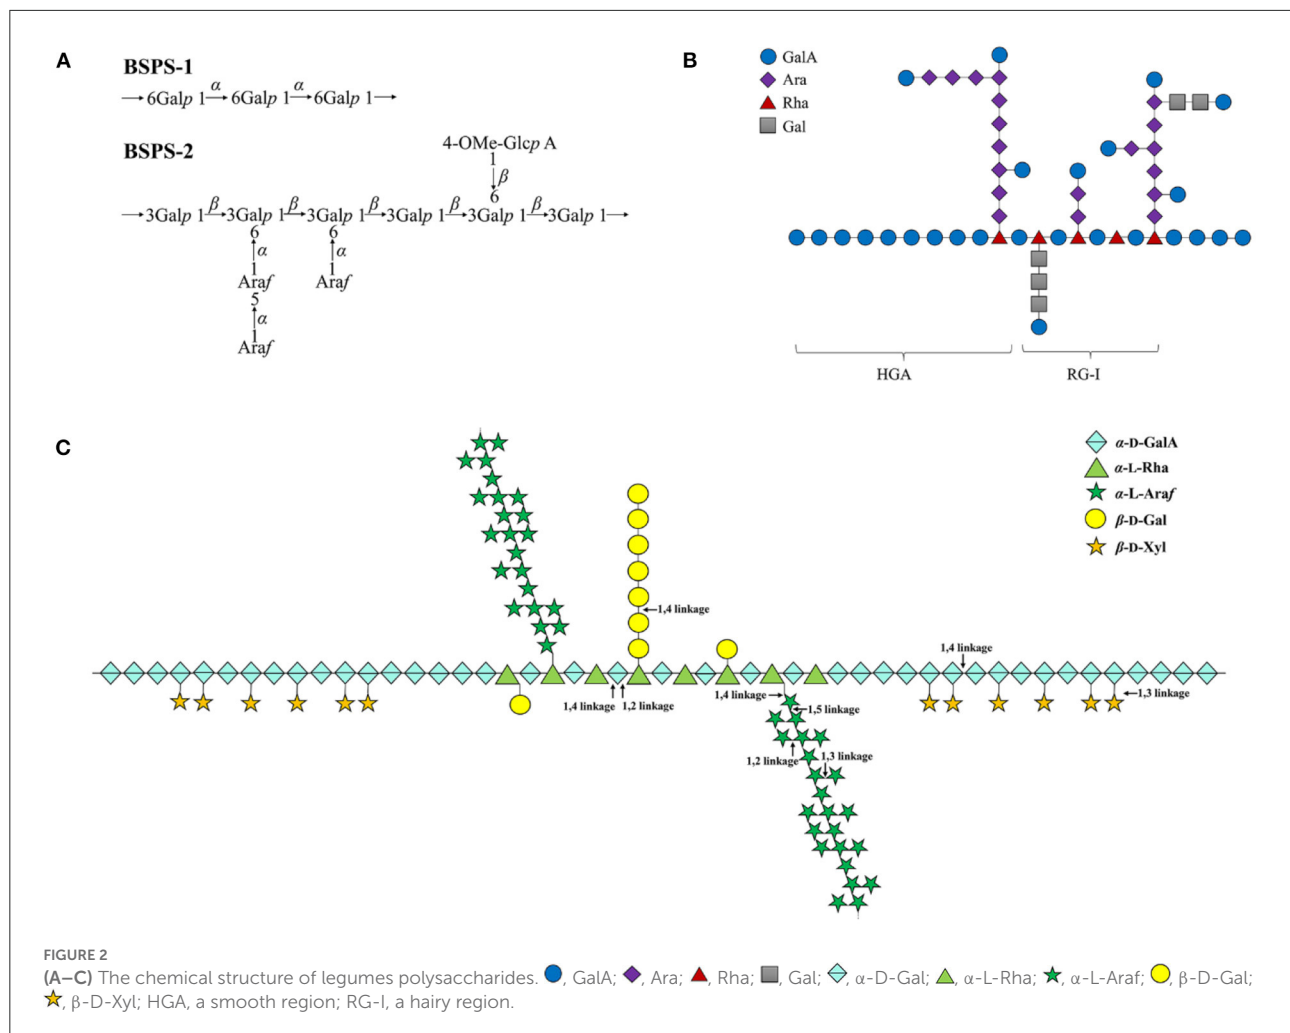 A
BSPS-1
6Galp 1 α 6Galp 1 α 6Galp 1
BSPS-2
4-OMe-Glcp A
1
β
6
3Galp 1 β 3Galp 1 β 3Galp 1 β 3Galp 1 β 3Galp 1 β 3Galp 1
6 6
α α
1 1
Araf Araf
5
α
1
Araf
B
GalA
Ara
Rha
Gal
HGA RG-I
C
α-D-GalA
α-L-Rha
α-L-Araf
β-D-Gal
β-D-Xyl
1,4 linkage
1,4 linkage
1,4 linkage 1,2 linkage
1,4 linkage
1,5 linkage
1,3 linkage
1,2 linkage
1,3 linkage
FIGURE 2
(A–C) The chemical structure of legumes polysaccharides. , GalA; , Ara; , Rha; , Gal; , α-D-Gal; , α-L-Rha; , α-L-Araf; , β-D-Gal;
, β-D-Xyl; HGA, a smooth region; RG-I, a hairy region.